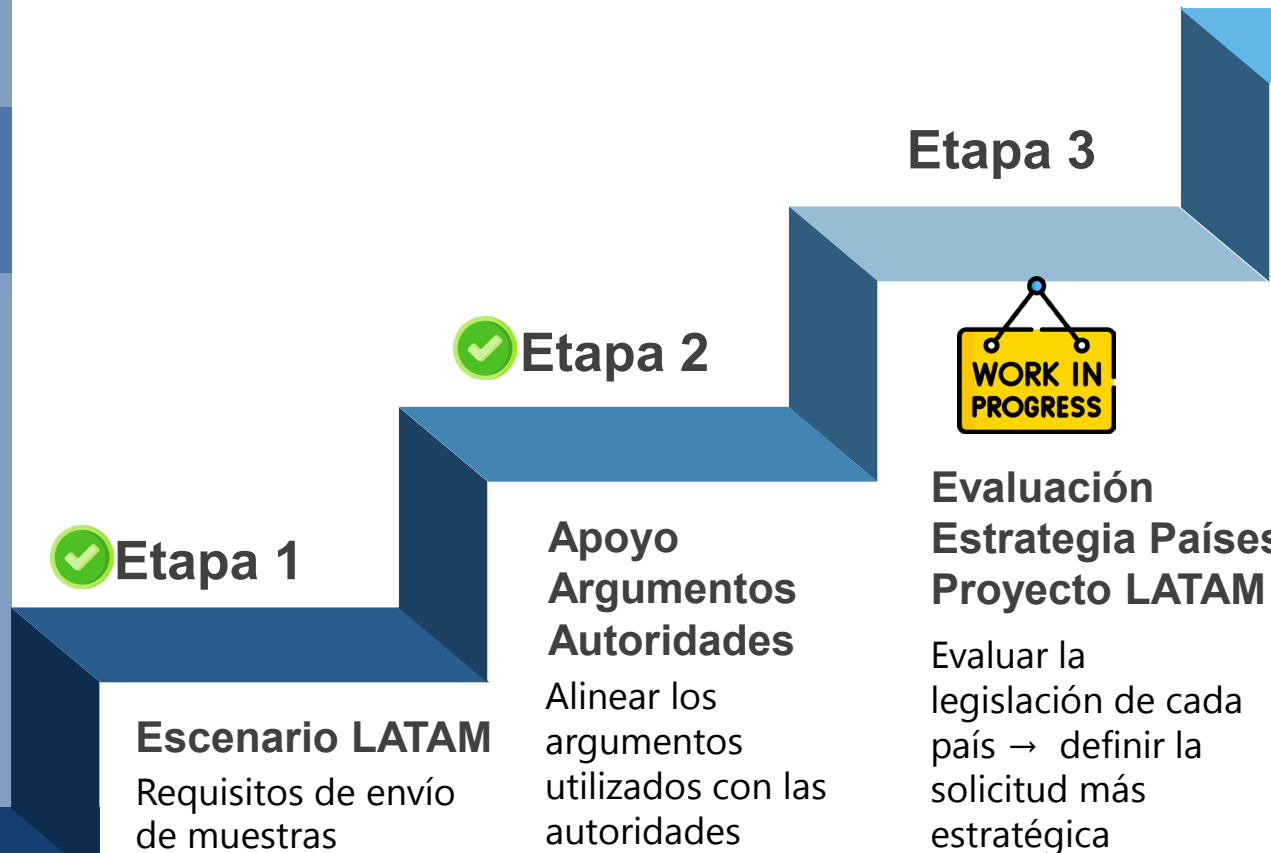 Etapa 1
Escenario LATAM
Requisitos de envío
de muestras
Etapa 2
Apoyo
Argumentos
Autoridades
Alinear los
argumentos
utilizados con las
autoridades
Etapa 3
WORK IN
PROGRESS
Evaluación
Estrategia Países
Proyecto LATAM
Evaluar la
legislación de cada
país → definir la
solicitud más
estratégica